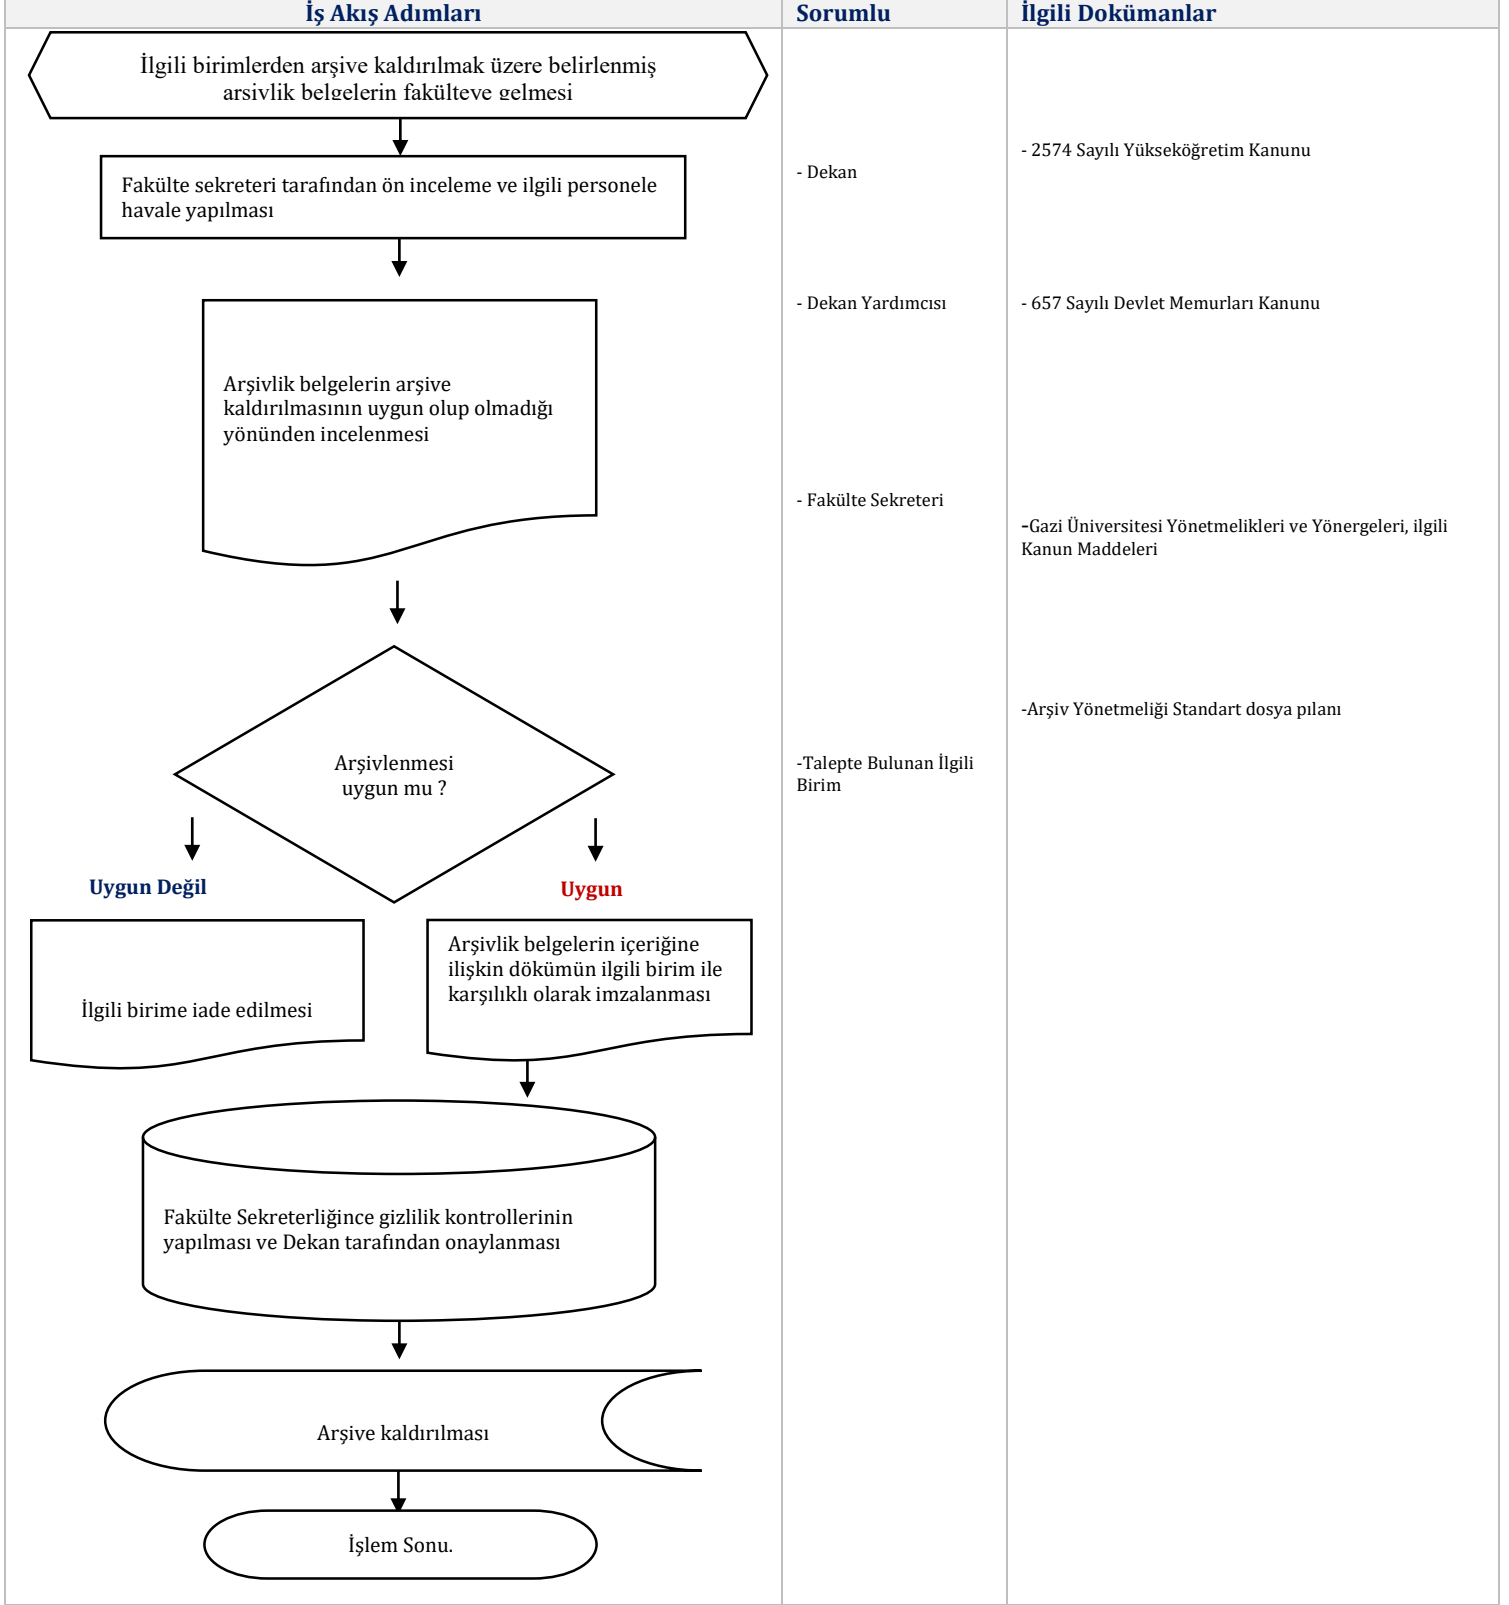 İş Akış Adımları
Sorumlu
İlgili Dokümanlar
İlgili birimlerden arşive kaldırılmak üzere belirlenmiş
arşivlik belgelerin fakülteye gelmesi
Fakülte sekreteri tarafından ön inceleme ve ilgili personele
havale yapılması
Arşivlik belgelerin arşive
kaldırılmasının uygun olup olmadığı
yönünden incelenmesi
Arşivlenmesi
uygun mu ?
Uygun Değil
Uygun
İlgili birime iade edilmesi
Arşivlik belgelerin içeriğine
ilişkin dökümün ilgili birim ile
karşılıklı olarak imzalanması
Fakülte Sekreterliğince gizlilik kontrollerinin
yapılması ve Dekan tarafından onaylanması
Arşive kaldırılması
İşlem Sonu.
- Dekan
- Dekan Yardımcısı
- Fakülte Sekreteri
-Talepte Bulunan İlgili
Birim
- 2574 Sayılı Yükseköğretim Kanunu
- 657 Sayılı Devlet Memurları Kanunu
-Gazi Üniversitesi Yönetmelikleri ve Yönergeleri, ilgili
Kanun Maddeleri
-Arşiv Yönetmeliği Standart dosya pılanı